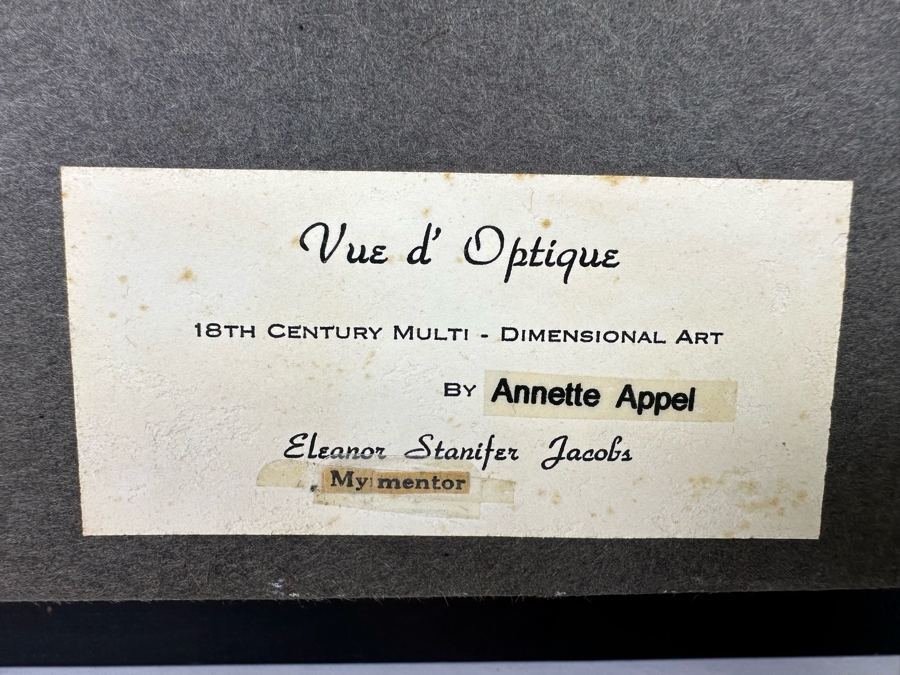 Vue d' Optique
18TH CENTURY MULTI - DIMENSIONAL ART
BY Annette Appel
Eleanor Stanifer Jacobs
My mentor